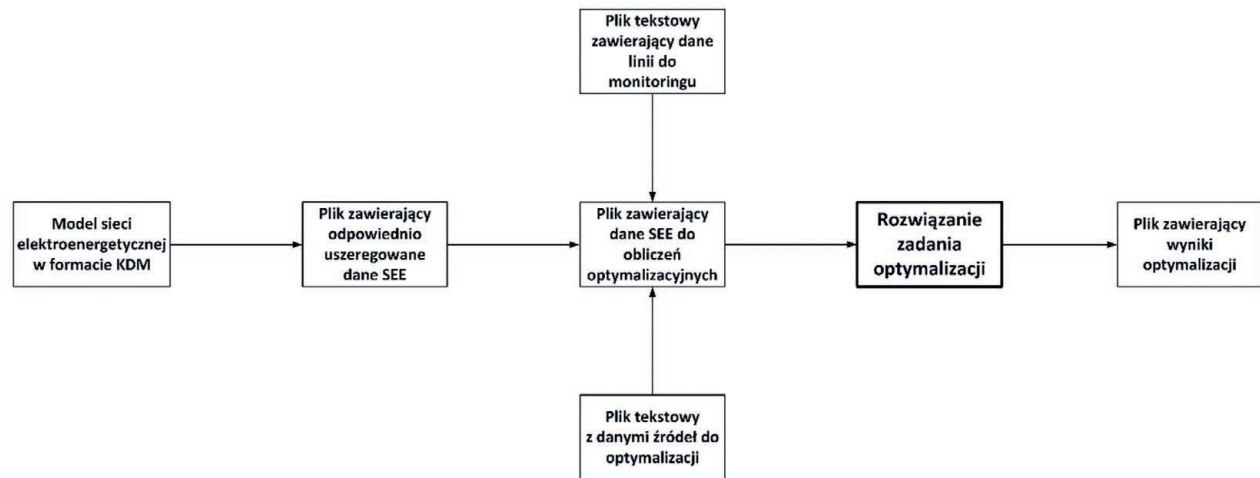 Plik tekstowy
zawierający dane
linii do
monitoringu
Model sieci
elektroenergetycznej
w formacie KDM
Plik zawierający
odpowiednio
uszeregowane
dane SEE
Plik zawierający
dane SEE do
obliczeń
optymalizacyjnych
Rozwiązanie
zadania
optymalizacji
Plik zawierający
wyniki
optymalizacji
Plik tekstowy
z danymi źródeł do
optymalizacji